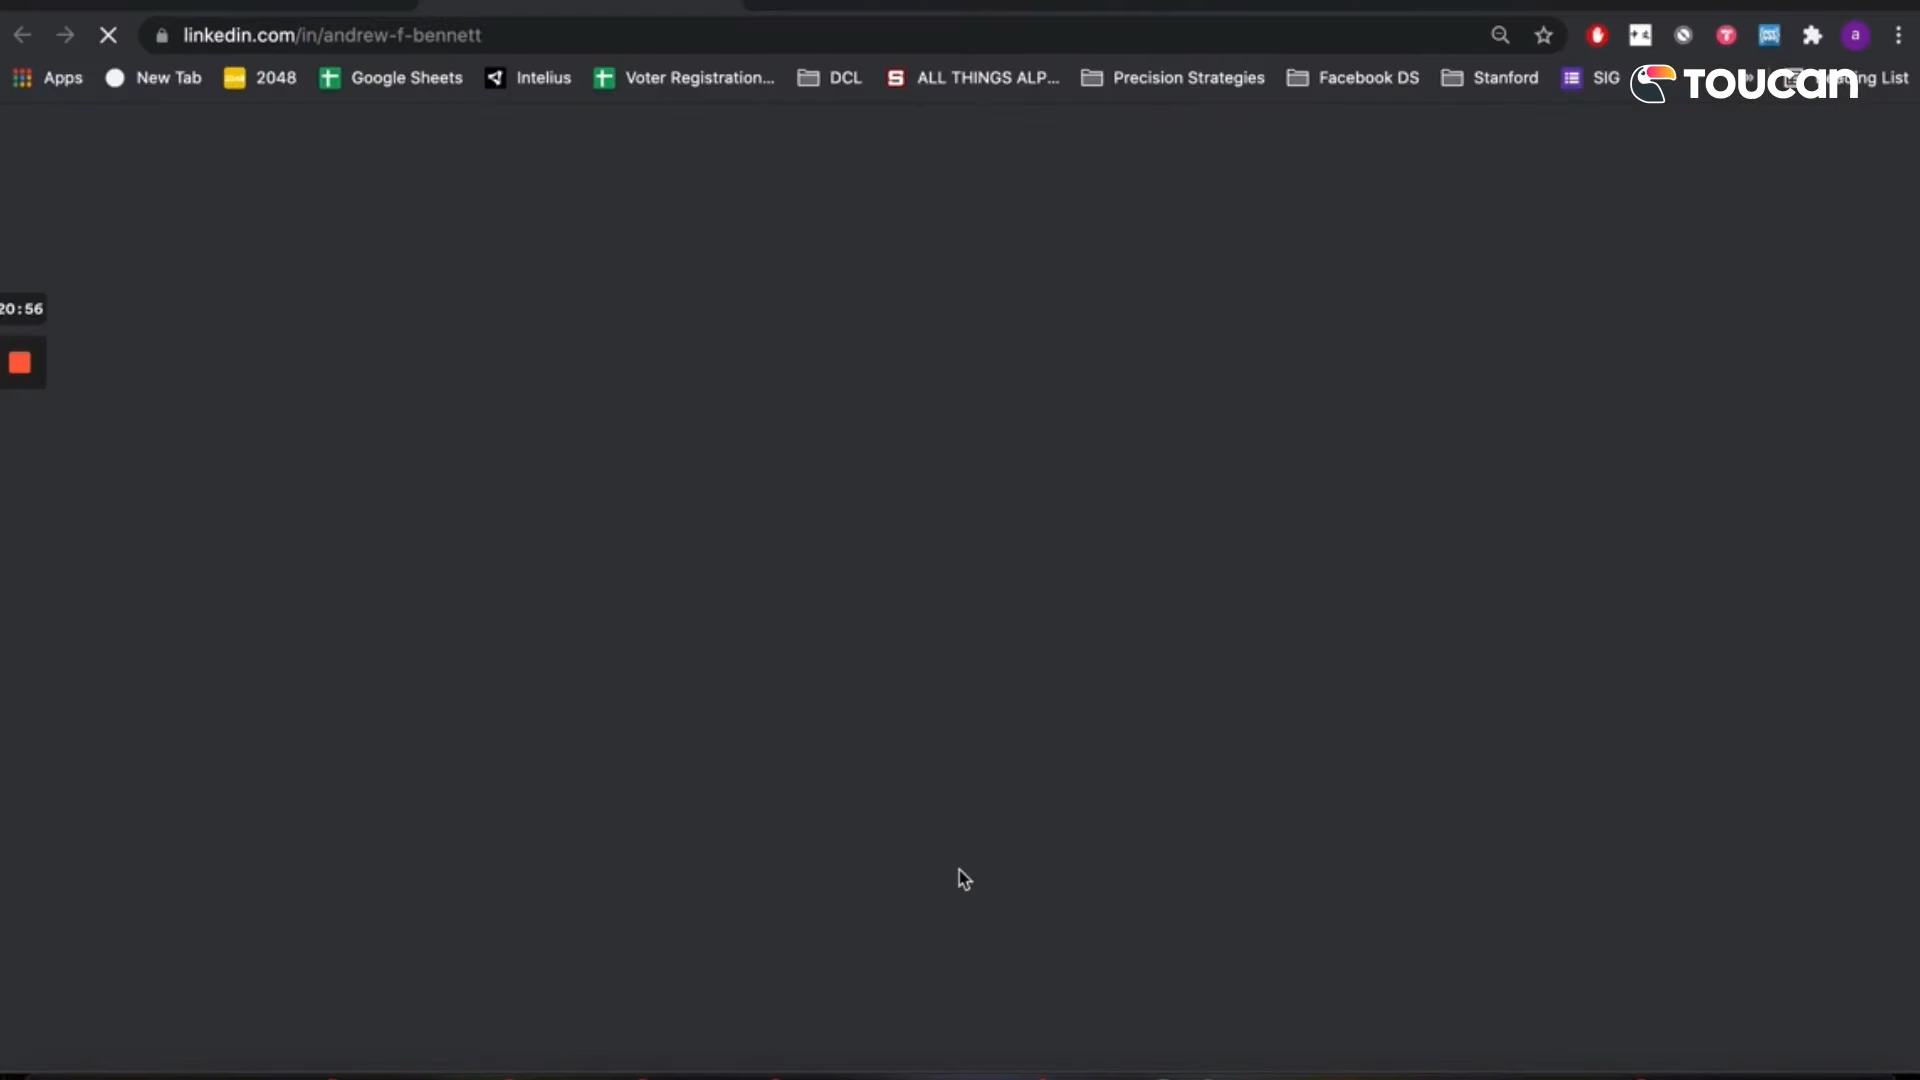 linkedin.com/in/andrew-f-bennett
a
Apps New Tab 2048 Google Sheets Intelius Voter Registration... DCL ALL THINGS ALP... Precision Strategies Facebook DS Stanford SIG List
TOUCAN
20:56